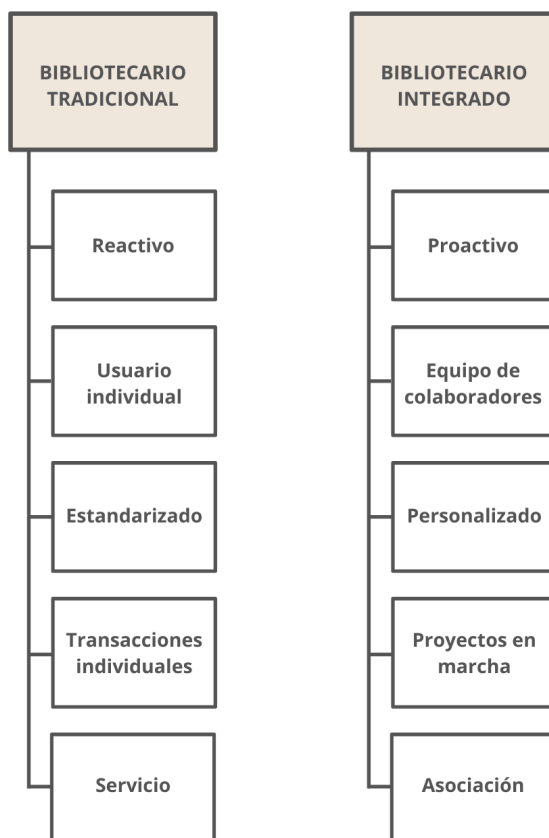 BIBLIOTECARIO
TRADICIONAL
Reactivo
Usuario
individual
Estandarizado
Transacciones
individuales
Servicio
BIBLIOTECARIO
INTEGRADO
Proactivo
Equipo de
colaboradores
Personalizado
Proyectos en
marcha
Asociación